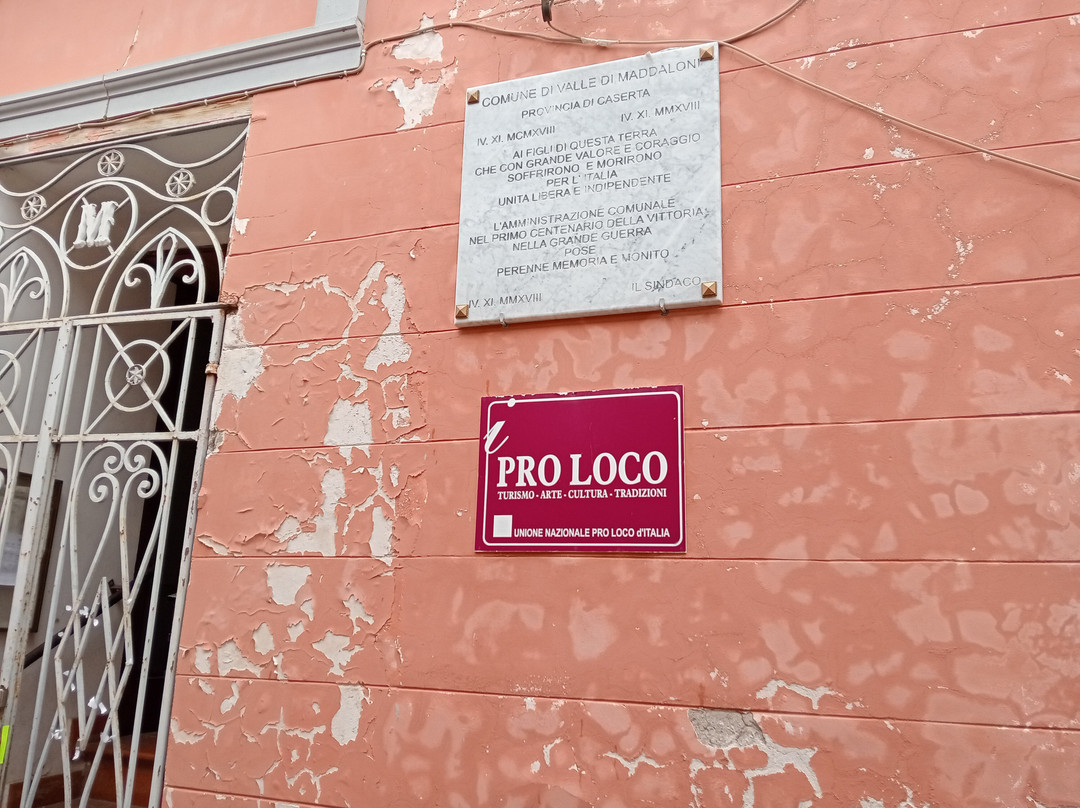 M
COMUNE DI VALLE DI MADDALONI
PROVINCIA DI CASERTA
IV. XI. MCMXVIII IV. XI. MMXVIII
AI FIGLI DI QUESTA TERRA
CHE CON GRANDE VALORE E CORAGGIO
SOFFRIRONO E MORIRONO
PER L'ITALIA
UNITA LIBERA E INDIPENDENTE
L'AMMINISTRAZIONE COMUNALE
NEL PRIMO CENTENARIO DELLA VITTORIA
NELLA GRANDE GUERRA
POSE
PERENNE MEMORIA E MONITO
IV. XI. MMXVIII IL SINDACO
i
PRO LOCO
TURISMO - ARTE - CULTURA - TRADIZIONI
UNIONE NAZIONALE PRO LOCO d'ITALIA